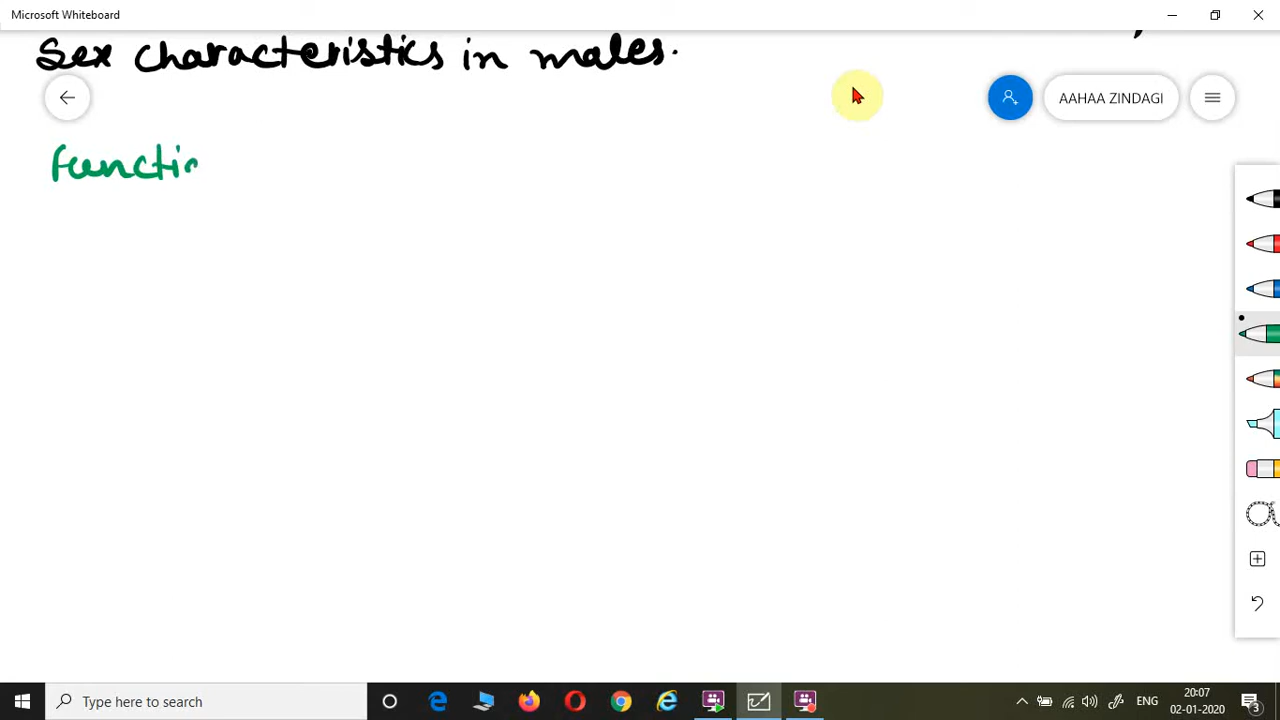 Microsoft Whiteboard
Sex characteristics in males.
AAHAA ZINDAGI
Functio
Type here to search
ENG
20:07
02-01-2020
3